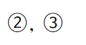 ②, ③